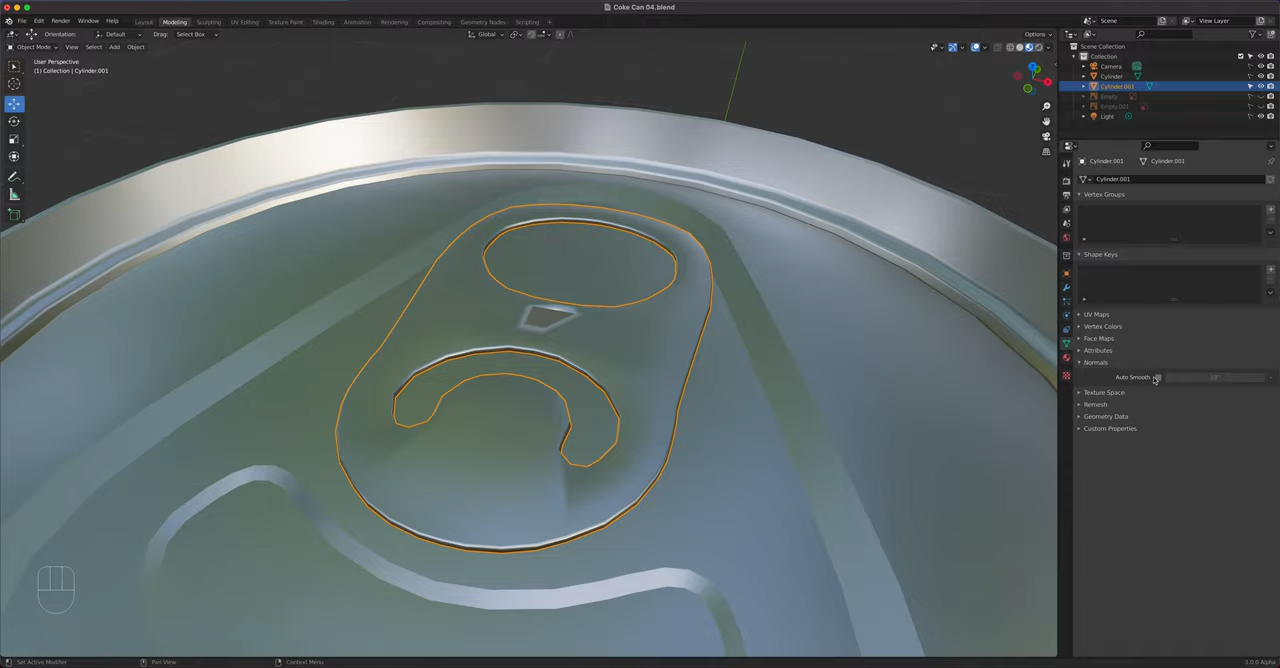 Coke Can 04.blend
File Edit Render Window Help Layout Modeling Sculpting UV Editing Texture Paint Shading Animation Rendering Compositing Geometry Nodes Scripting + Scene View Layer
Orientation: Default Drag: Select Box Global Options
Object Mode View Select Add Object
User Perspective
(1) Collection | Cylinder.001
Scene Collection
Collection
Camera
Cylinder
Cylinder.001
Empty
Empty.001
Light
Cylinder.001 Cylinder.001
Cylinder.001
Vertex Groups
Shape Keys
UV Maps
Vertex Colors
Face Maps
Attributes
Normals
Auto Smooth
Texture Space
Remesh
Geometry Data
Custom Properties
Set Active Modifier Pan View Context Menu 3.0.0 Alpha